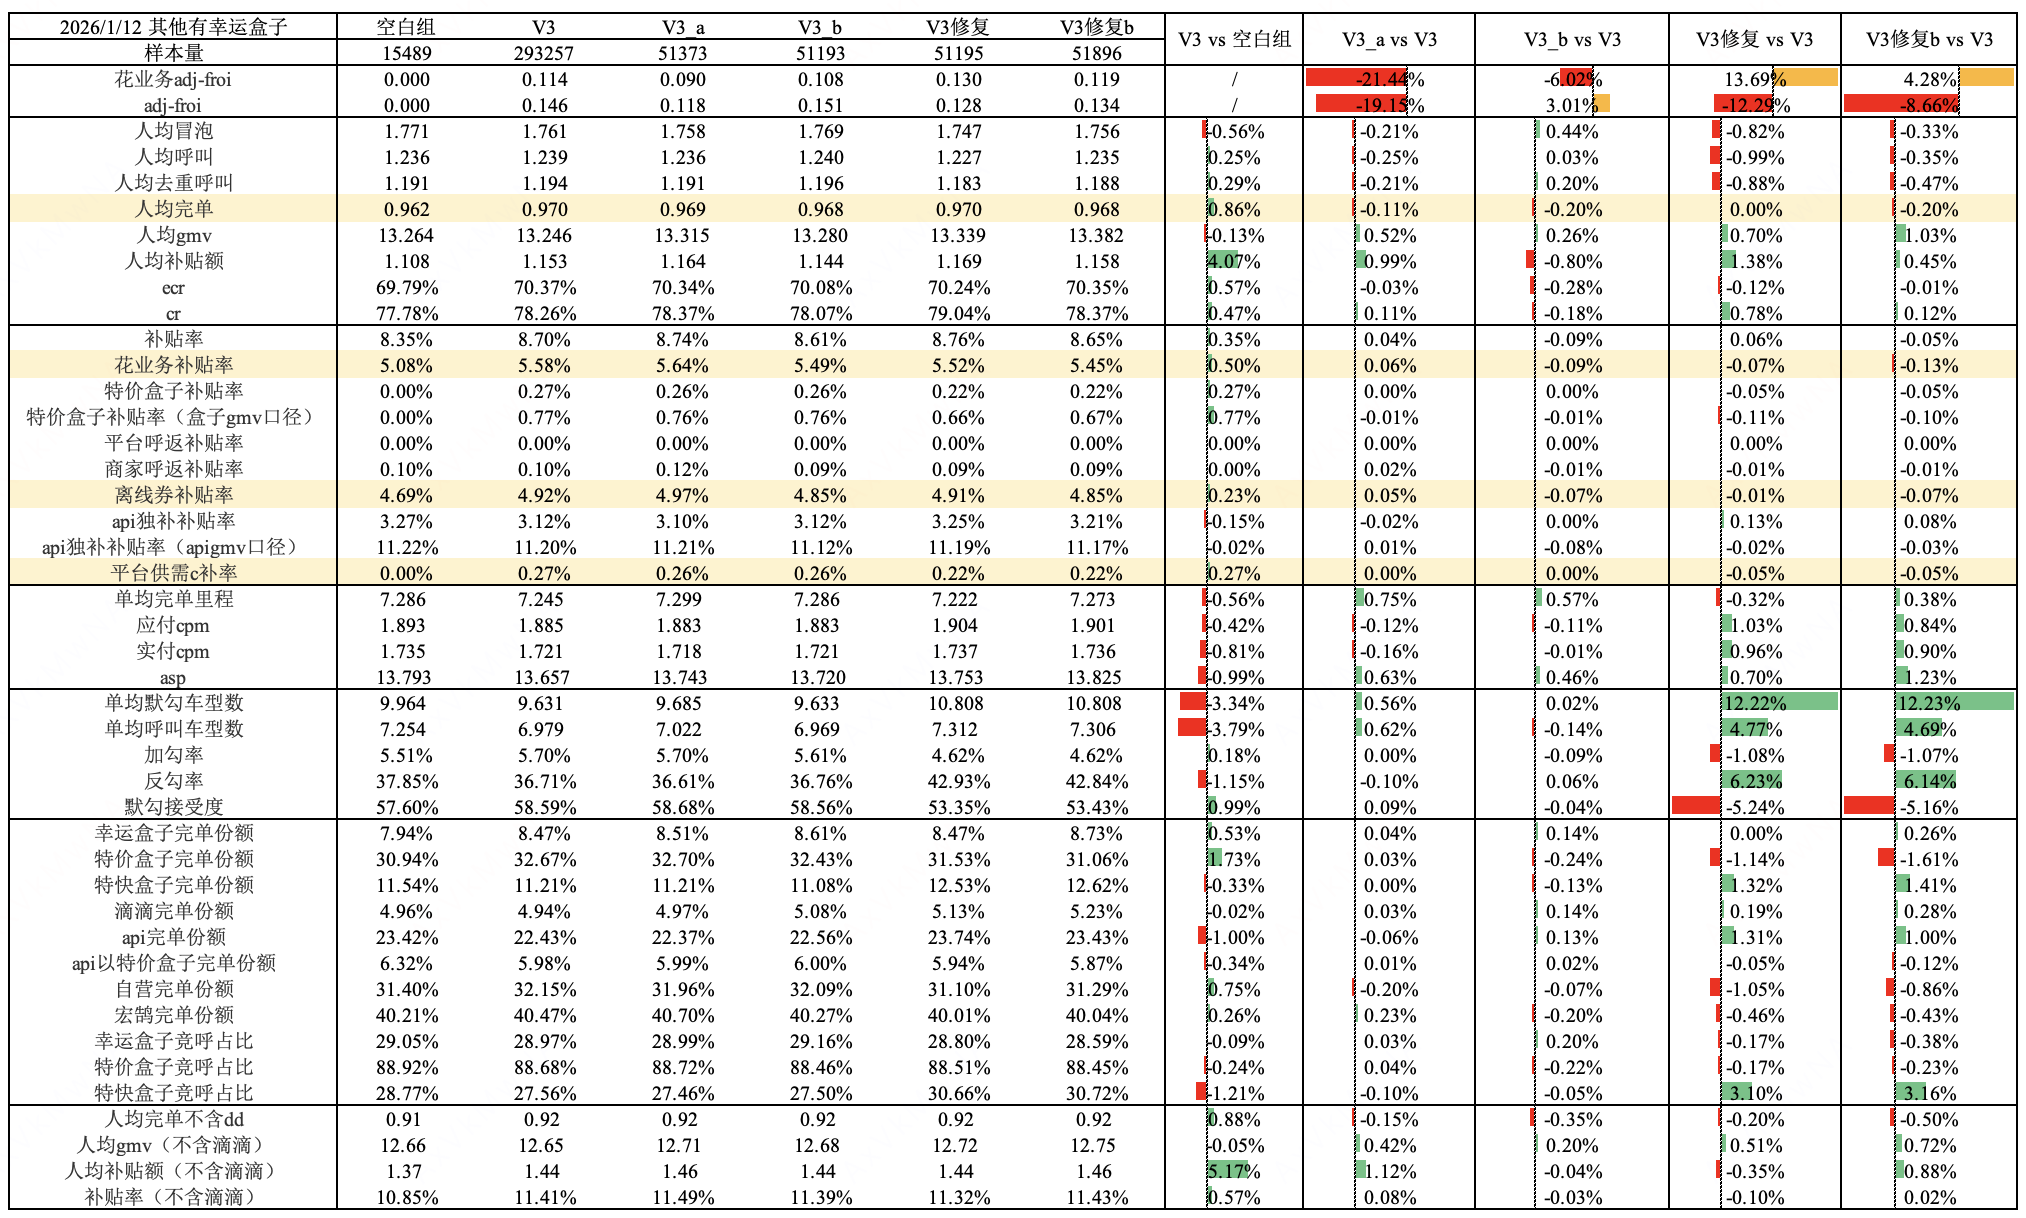 2026/1/12 其他有幸运盒子 空白组 V3 V3_a V3_b V3修复 V3修复b V3 vs 空白组 V3_a vs V3 V3_b vs V3 V3修复 vs V3 V3修复b vs V3
样本量 15489 293257 51373 51193 51195 51896
花业务adj-froi 0.000 0.114 0.090 0.108 0.130 0.119 / -21.44% -6.02% 13.69% 4.28%
adj-froi 0.000 0.146 0.118 0.151 0.128 0.134 / -19.15% 3.01% -12.29% -8.66%
人均冒泡 1.771 1.761 1.758 1.769 1.747 1.756 -0.56% -0.21% 0.44% -0.82% -0.33%
人均呼叫 1.236 1.239 1.236 1.240 1.227 1.235 0.25% -0.25% 0.03% -0.99% -0.35%
人均去重呼叫 1.191 1.194 1.191 1.196 1.183 1.188 0.29% -0.21% 0.20% -0.88% -0.47%
人均完单 0.962 0.970 0.969 0.968 0.970 0.968 0.86% -0.11% -0.20% 0.00% -0.20%
人均gmv 13.264 13.246 13.315 13.280 13.339 13.382 -0.13% 0.52% 0.26% 0.70% 1.03%
人均补贴额 1.108 1.153 1.164 1.144 1.169 1.158 4.07% 0.99% -0.80% 1.38% 0.45%
ecr 69.79% 70.37% 70.34% 70.08% 70.24% 70.35% 0.57% -0.03% -0.28% -0.12% -0.01%
cr 77.78% 78.26% 78.37% 78.07% 79.04% 78.37% 0.47% 0.11% -0.18% 0.78% 0.12%
补贴率 8.35% 8.70% 8.74% 8.61% 8.76% 8.65% 0.35% 0.04% -0.09% 0.06% -0.05%
花业务补贴率 5.08% 5.58% 5.64% 5.49% 5.52% 5.45% 0.50% 0.06% -0.09% -0.07% -0.13%
特价盒子补贴率 0.00% 0.27% 0.26% 0.26% 0.22% 0.22% 0.27% 0.00% 0.00% -0.05% -0.05%
特价盒子补贴率（盒子gmv口径） 0.00% 0.77% 0.76% 0.76% 0.66% 0.67% 0.77% -0.01% -0.01% -0.11% -0.10%
平台呼返补贴率 0.00% 0.00% 0.00% 0.00% 0.00% 0.00% 0.00% 0.00% 0.00% 0.00% 0.00%
商家呼返补贴率 0.10% 0.10% 0.12% 0.09% 0.09% 0.09% 0.00% 0.02% -0.01% -0.01% -0.01%
离线券补贴率 4.69% 4.92% 4.97% 4.85% 4.91% 4.85% 0.23% 0.05% -0.07% -0.01% -0.07%
api独补补贴率 3.27% 3.12% 3.10% 3.12% 3.25% 3.21% -0.15% -0.02% 0.00% 0.13% 0.08%
api独补补贴率（apigmv口径） 11.22% 11.20% 11.21% 11.12% 11.19% 11.17% -0.02% 0.01% -0.08% -0.02% -0.03%
平台供需c补率 0.00% 0.27% 0.26% 0.26% 0.22% 0.22% 0.27% 0.00% 0.00% -0.05% -0.05%
单均完单里程 7.286 7.245 7.299 7.286 7.222 7.273 -0.56% 0.75% 0.57% -0.32% 0.38%
应付cpm 1.893 1.885 1.883 1.883 1.904 1.901 -0.42% -0.12% -0.11% 1.03% 0.84%
实付cpm 1.735 1.721 1.718 1.721 1.737 1.736 -0.81% -0.16% -0.01% 0.96% 0.90%
asp 13.793 13.657 13.743 13.720 13.753 13.825 -0.99% 0.63% 0.46% 0.70% 1.23%
单均默勾车型数 9.964 9.631 9.685 9.633 10.808 10.808 -3.34% 0.56% 0.02% 12.22% 12.23%
单均呼叫车型数 7.254 6.979 7.022 6.969 7.312 7.306 -3.79% 0.62% -0.14% 4.77% 4.69%
加勾率 5.51% 5.70% 5.70% 5.61% 4.62% 4.62% 0.18% 0.00% -0.09% -1.08% -1.07%
反勾率 37.85% 36.71% 36.61% 36.76% 42.93% 42.84% -1.15% -0.10% 0.06% 6.23% 6.14%
默勾接受度 57.60% 58.59% 58.68% 58.56% 53.35% 53.43% 0.99% 0.09% -0.04% -5.24% -5.16%
幸运盒子完单份额 7.94% 8.47% 8.51% 8.61% 8.47% 8.73% 0.53% 0.04% 0.14% 0.00% 0.26%
特价盒子完单份额 30.94% 32.67% 32.70% 32.43% 31.53% 31.06% 1.73% 0.03% -0.24% -1.14% -1.61%
特快盒子完单份额 11.54% 11.21% 11.21% 11.08% 12.53% 12.62% -0.33% 0.00% -0.13% 1.32% 1.41%
滴滴完单份额 4.96% 4.94% 4.97% 5.08% 5.13% 5.23% -0.02% 0.03% 0.14% 0.19% 0.28%
api完单份额 23.42% 22.43% 22.37% 22.56% 23.74% 23.43% -1.00% -0.06% 0.13% 1.31% 1.00%
api以特价盒子完单份额 6.32% 5.98% 5.99% 6.00% 5.94% 5.87% -0.34% 0.01% 0.02% -0.05% -0.12%
自营完单份额 31.40% 32.15% 31.96% 32.09% 31.10% 31.29% 0.75% -0.20% -0.07% -1.05% -0.86%
宏鹄完单份额 40.21% 40.47% 40.70% 40.27% 40.01% 40.04% 0.26% 0.23% -0.20% -0.46% -0.43%
幸运盒子竞呼占比 29.05% 28.97% 28.99% 29.16% 28.80% 28.59% -0.09% 0.03% 0.20% -0.17% -0.38%
特价盒子竞呼占比 88.92% 88.68% 88.72% 88.46% 88.51% 88.45% -0.24% 0.04% -0.22% -0.17% -0.23%
特快盒子竞呼占比 28.77% 27.56% 27.46% 27.50% 30.66% 30.72% -1.21% -0.10% -0.05% 3.10% 3.16%
人均完单不含dd 0.91 0.92 0.92 0.92 0.92 0.92 0.88% -0.15% -0.35% -0.20% -0.50%
人均gmv（不含滴滴） 12.66 12.65 12.71 12.68 12.72 12.75 -0.05% 0.42% 0.20% 0.51% 0.72%
人均补贴额（不含滴滴） 1.37 1.44 1.46 1.44 1.44 1.46 5.17% 1.12% -0.04% -0.35% 0.88%
补贴率（不含滴滴） 10.85% 11.41% 11.49% 11.39% 11.32% 11.43% 0.57% 0.08% -0.03% -0.10% 0.02%